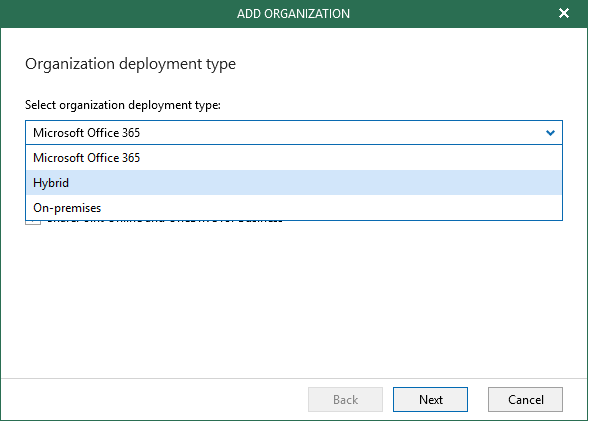 ADD ORGANIZATION
Organization deployment type
Select organization deployment type:
Microsoft Office 365
Microsoft Office 365
Hybrid
On-premises
Back
Next
Cancel